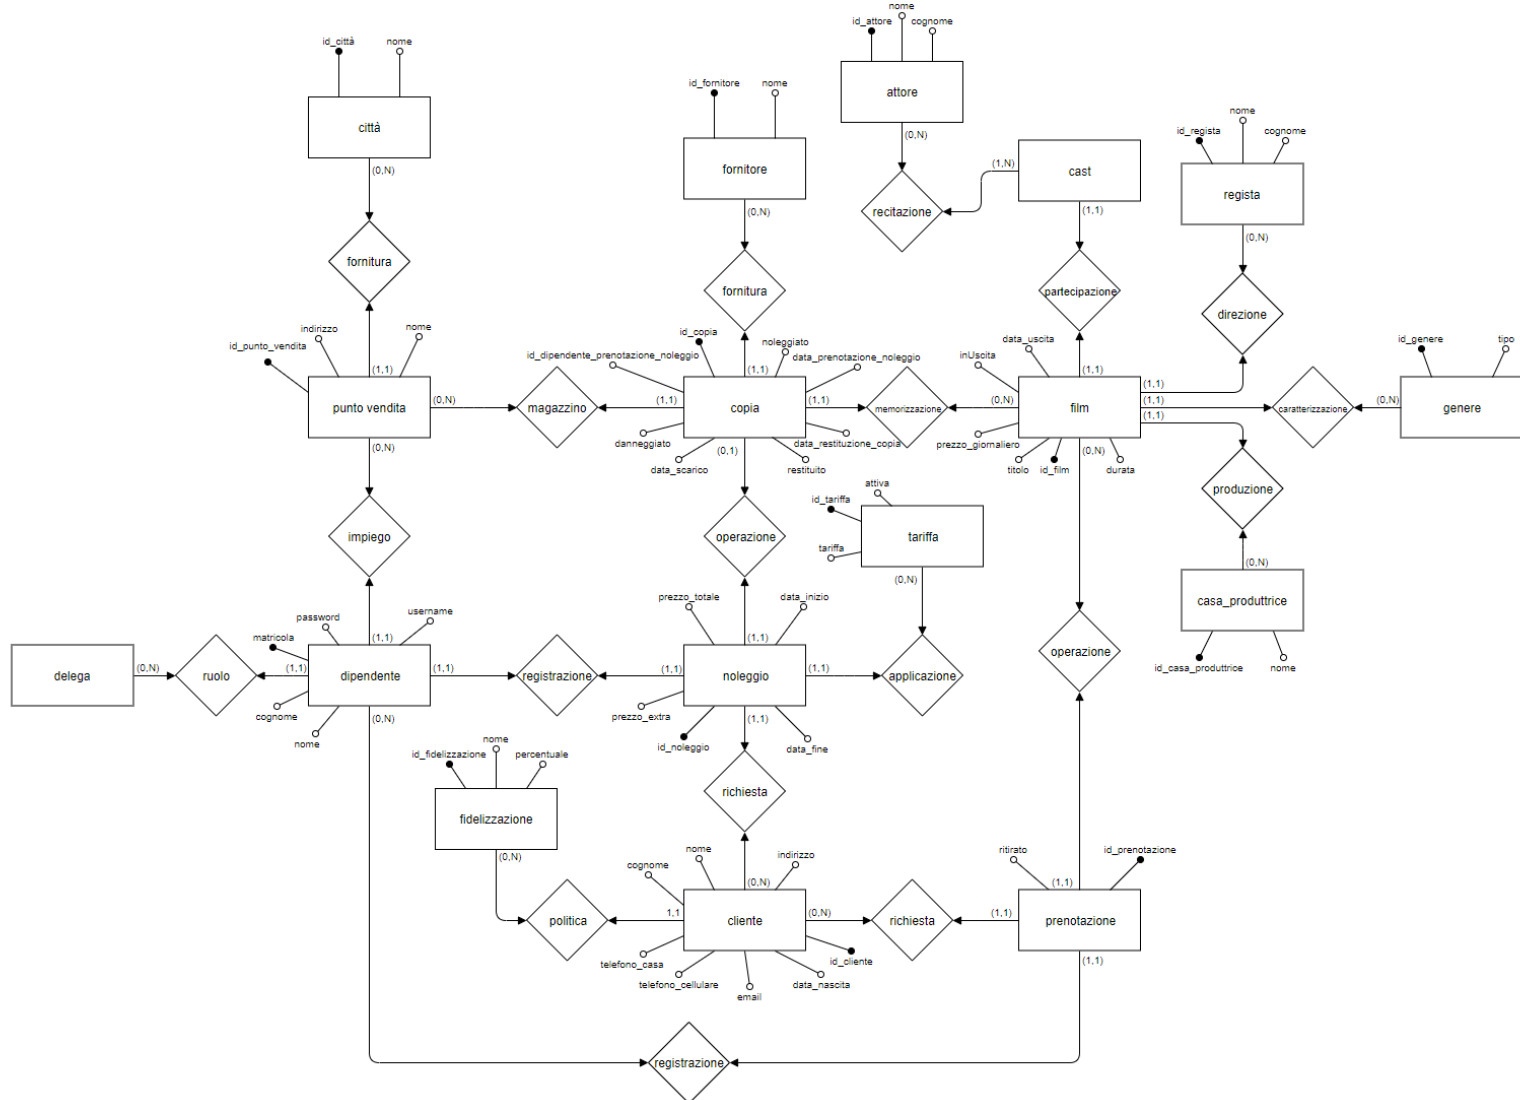 nome
id_attore
cognome
id_città
nome
attore
(0,N)
id_fornitore
nome
città
(0,N)
fornitore
(0,N)
(1,N)
cast
(1,1)
nome
id_regista
cognome
regista
(0,N)
recitazione
fornitura
fornitura
partecipazione
direzione
indirizzo
nome
id_punto_vendita
(1,1)
punto vendita
(0,N)
(0,N)
magazzino
id_copia
noleggiato
id_dipendente_prenotazione_noleggio
data_prenotazione_noleggio
(1,1)
(1,1)
copia
(1,1)
danneggiato
data_restituzione_copia
(0,1)
data_scarico
restituito
memorizzazione
data_uscita
inUscita
(1,1)
(1,1)
(0,N)
film
(1,1)
(1,1)
prezzo_giornaliero
(0,N)
titolo
id_film
durata
caratterizzazione
id_genere
tipo
(0,N)
genere
produzione
attiva
id_tariffa
tariffa
tariffa
(0,N)
impiego
operazione
(0,N)
casa_produttrice
id_casa_produttrice
nome
prezzo_totale
data_inizio
password
username
matricola
(1,1)
(1,1)
operazione
delega
(0,N)
ruolo
(1,1)
dipendente
(1,1)
registrazione
(1,1)
noleggio
(1,1)
applicazione
cognome
(0,N)
nome
prezzo_extra
(1,1)
id_noleggio
data_fine
nome
id_fidelizzazione
percentuale
fidelizzazione
(0,N)
richiesta
nome
indirizzo
cognome
(0,N)
politica
1,1
cliente
(0,N)
richiesta
ritirato
id_prenotazione
(1,1)
(1,1)
prenotazione
(1,1)
telefono_casa
id_cliente
telefono_cellulare
data_nascita
email
registrazione